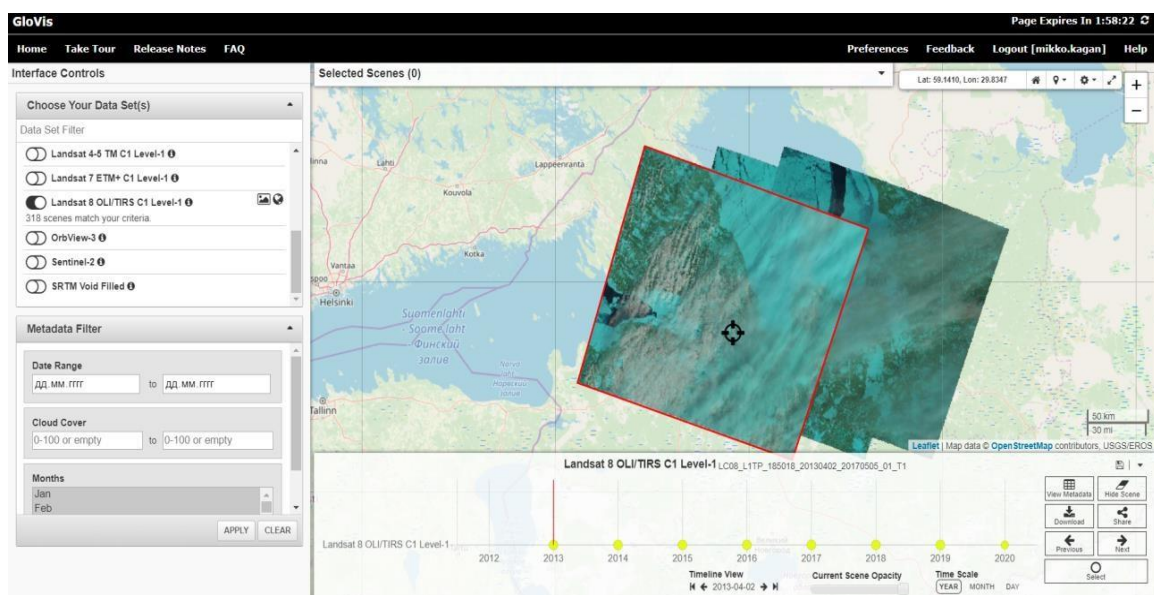 GloVis
Page Expires In 1:58:22
Home Take Tour Release Notes FAQ
Preferences Feedback Logout [mikko.kagan] Help
Interface Controls
Choose Your Data Set(s)
Data Set Filter
Landsat 4-5 TM C1 Level-1
Landsat 7 ETM+ C1 Level-1
Landsat 8 OLI/TIRS C1 Level-1
318 scenes match your criteria.
OrbView-3
Sentinel-2
SRTM Void Filled
Metadata Filter
Date Range
дд.мм.гггг to дд.мм.гггг
Cloud Cover
0-100 or empty to 0-100 or empty
Months
Jan
Feb
APPLY CLEAR
Selected Scenes (0)
Lat: 59.1410, Lon: 29.8347
+
−
Lahti
Lappeenranta
Kouvola
Kotka
Vantaa
Helsinki
Suomenlahti
Soome laht
Финский
залив
Narva
laht
Tallinn
50 km
30 mi
Leaflet | Map data © OpenStreetMap contributors, USGS/EROS
Landsat 8 OLI/TIRS C1 Level-1 LC08_L1TP_185018_20130402_20170505_01_T1
View Metadata Hide Scene
Download Share
Previous Next
Select
Landsat 8 OLI/TIRS C1 Level-1
2012 2013 2014 2015 2016 2017 2018 2019 2020
Timeline View
2013-04-02
Current Scene Opacity
Time Scale
YEAR MONTH DAY